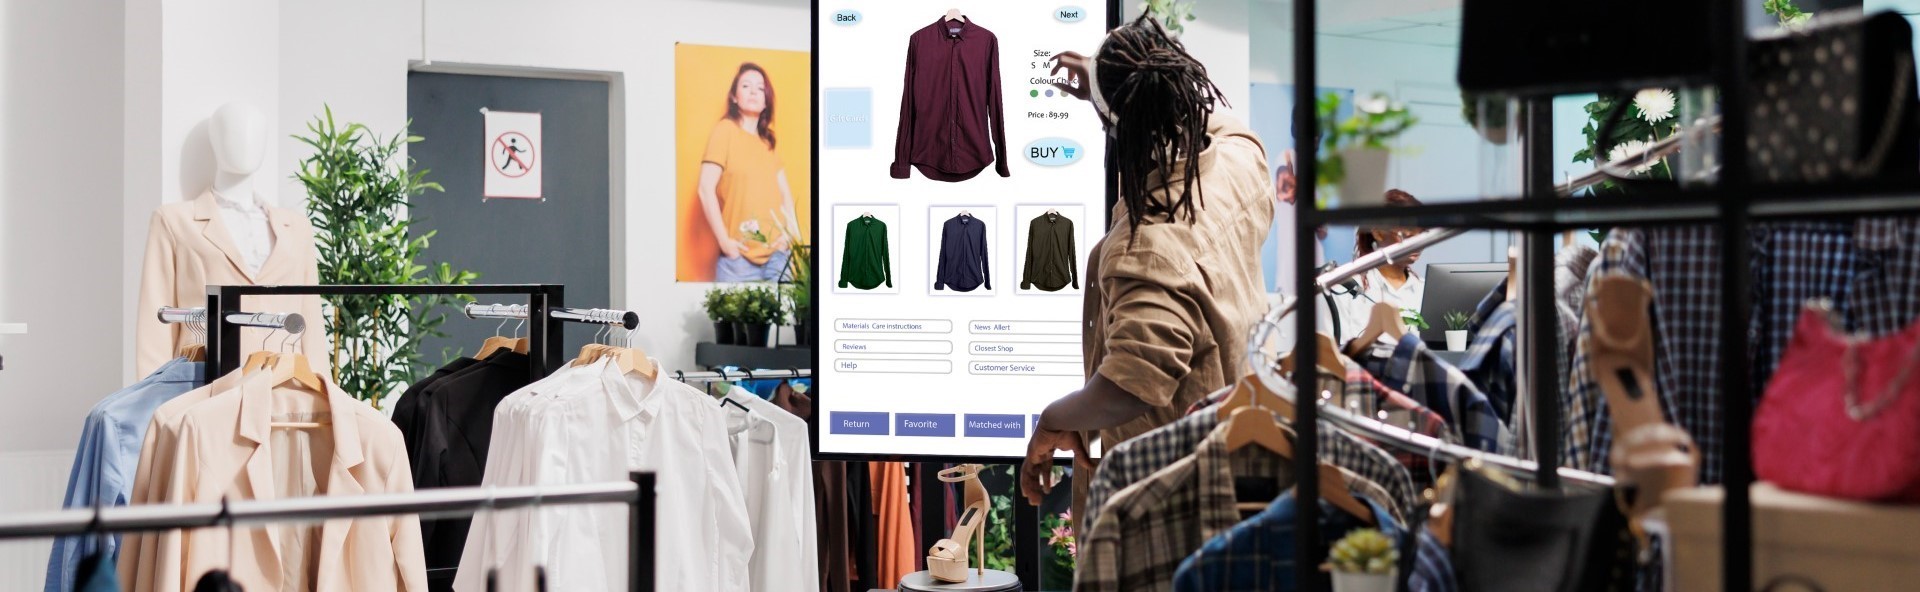 Back
Next
Size:
S M
Colour Choice
Price : 89.99
BUY
Materials Care instructions
News Allert
Reviews
Closest Shop
Help
Customer Service
Return
Favorite
Matched with